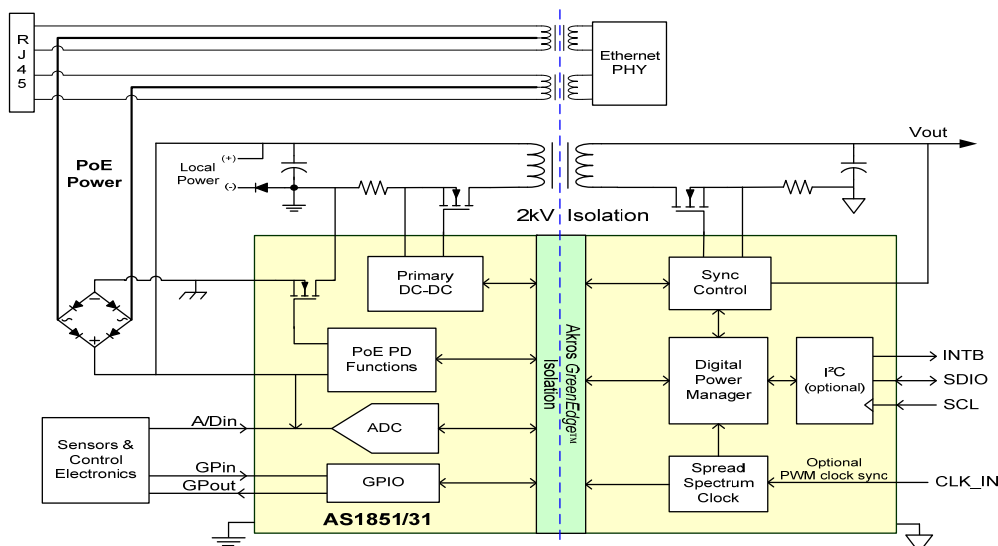 RJ45
Ethernet
PHY
PoE
Power
Local
Power
(+)
(-)
Vout
2kV Isolation
Primary
DC-DC
Sync
Control
PoE PD
Functions
Akros GreenEdge™
Isolation
Digital
Power
Manager
I²C
(optional)
INTB
SDIO
SCL
Sensors &
Control
Electronics
A/Din
ADC
GPin
GPout
GPIO
Spread
Spectrum
Clock
Optional
PWM clock sync
CLK_IN
AS1851/31